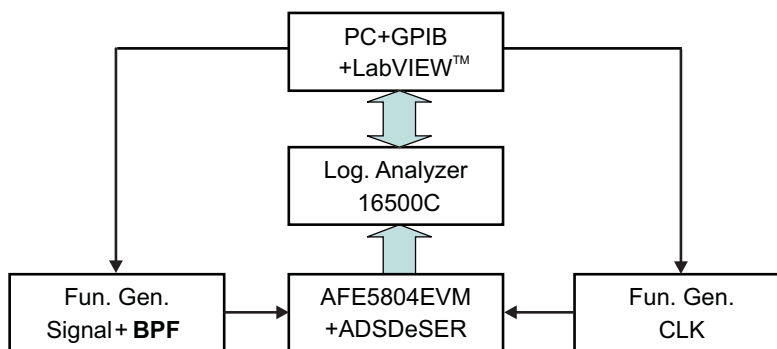 PC+GPIB
+LabVIEW™
Log. Analyzer
16500C
Fun. Gen.
Signal + BPF
AFE5804EVM
+ADSDeSER
Fun. Gen.
CLK